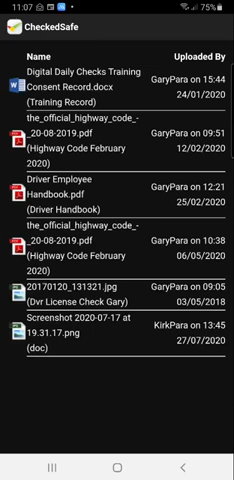 11:07
75%
CheckedSafe
Name
Uploaded By
Digital Daily Checks Training
Consent Record.docx
(Training Record)
GaryPara on 15:44
24/01/2020
the_official_highway_code_-
_20-08-2019.pdf
(Highway Code February
2020)
GaryPara on 09:51
12/02/2020
Driver Employee
Handbook.pdf
(Driver Handbook)
GaryPara on 12:21
25/02/2020
the_official_highway_code_-
_20-08-2019.pdf
(Highway Code February
2020)
GaryPara on 10:38
06/05/2020
20170120_131321.jpg
(Dvr License Check Gary)
GaryPara on 09:05
03/05/2018
Screenshot 2020-07-17 at
19.31.17.png
(doc)
KirkPara on 13:45
27/07/2020